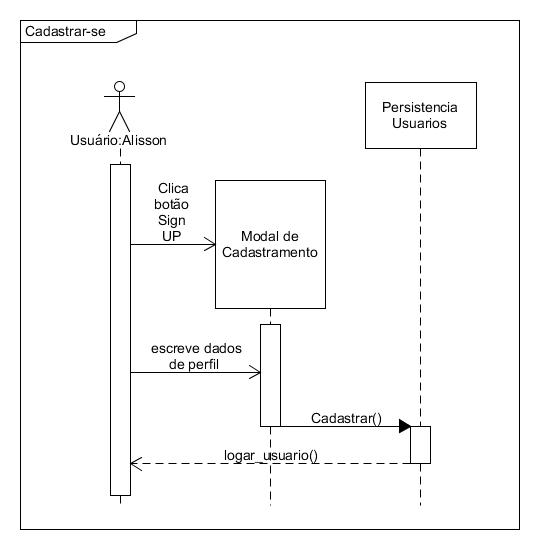 Cadastrar-se
Persistencia
Usuarios
Usuário:Alisson
Clica
botão
Sign
UP
Modal de
Cadastramento
escreve dados
de perfil
Cadastrar()
logar_usuario()